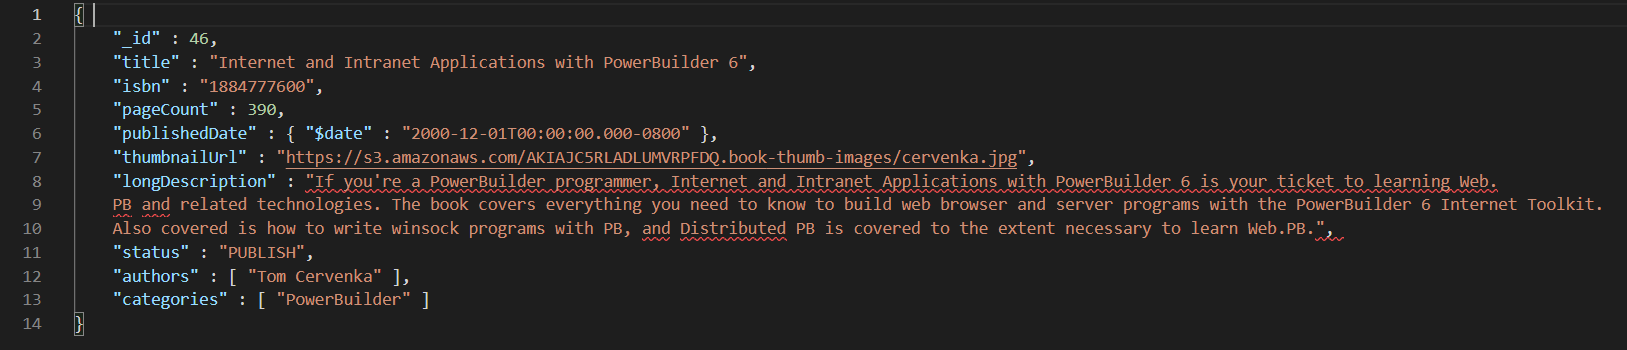 1 {
2 "_id" : 46,
3 "title" : "Internet and Intranet Applications with PowerBuilder 6",
4 "isbn" : "1884777600",
5 "pageCount" : 390,
6 "publishedDate" : { "$date" : "2000-12-01T00:00:00.000-0800" },
7 "thumbnailUrl" : "https://s3.amazonaws.com/AKIAJC5RLADLUMVRPFDQ.book-thumb-images/cervenka.jpg",
8 "longDescription" : "If you're a PowerBuilder programmer, Internet and Intranet Applications with PowerBuilder 6 is your ticket to learning Web.
9 PB and related technologies. The book covers everything you need to know to build web browser and server programs with the PowerBuilder 6 Internet Toolkit.
10 Also covered is how to write winsock programs with PB, and Distributed PB is covered to the extent necessary to learn Web.PB.",
11 "status" : "PUBLISH",
12 "authors" : [ "Tom Cervenka" ],
13 "categories" : [ "PowerBuilder" ]
14 }